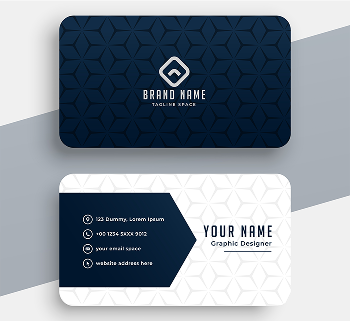 BRAND NAME
TAGLINE SPACE
123 Dummy, Lorem Ipsum
+00 1234 5XXX 9012
your email space
website address here
YOUR NAME
Graphic Designer